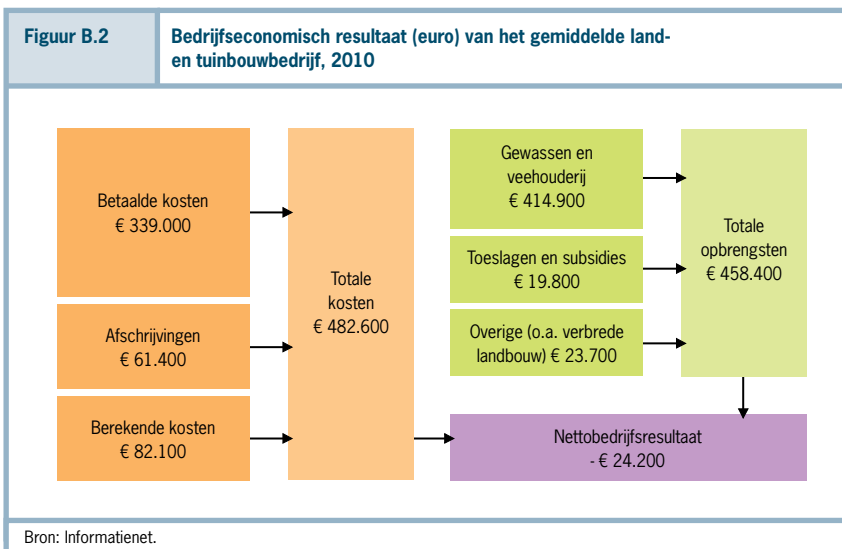 Figuur B.2
Bedrijfseconomisch resultaat (euro) van het gemiddelde land-
en tuinbouwbedrijf, 2010
Betaalde kosten
€ 339.000
Afschrijvingen
€ 61.400
Berekende kosten
€ 82.100
Totale
kosten
€ 482.600
Gewassen en
veehouderij
€ 414.900
Toeslagen en subsidies
€ 19.800
Overige (o.a. verbrede
landbouw) € 23.700
Totale
opbrengsten
€ 458.400
Nettobedrijfsresultaat
- € 24.200
Bron: Informatienet.